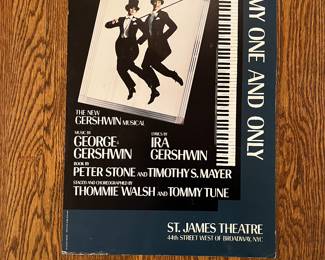 MY ONE AND ONLY
THE NEW
GERSHWIN MUSICAL
MUSIC BY
GEORGE
GERSHWIN
LYRICS BY
IRA
GERSHWIN
BOOK BY
PETER STONE AND TIMOTHY S. MAYER
STAGED AND CHOREOGRAPHED BY
THOMMIE WALSH AND TOMMY TUNE
ST. JAMES THEATRE
44th STREET WEST OF BROADWAY, NYC